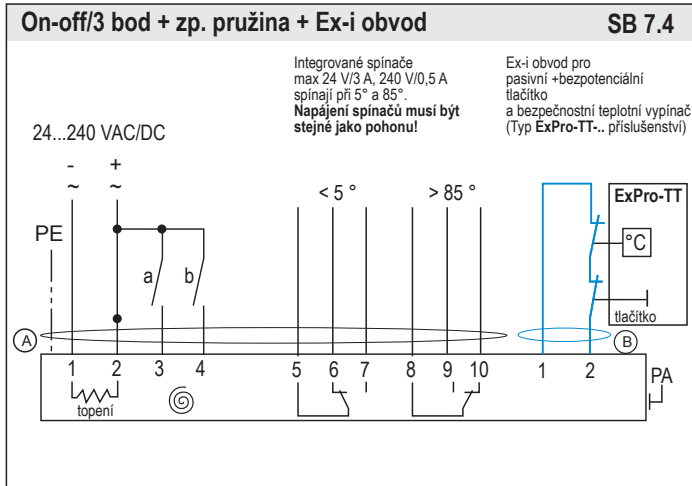 On-off/3 bod + zp. pružina + Ex-i obvod
SB 7.4
Integrované spínače
max 24 V/3 A, 240 V/0,5 A
spínají při 5° a 85°.
Napájení spínačů musí být
stejné jako pohonu!
Ex-i obvod pro
pasivní +bezpotenciální
tlačítko
a bezpečnostní teplotní vypínač
(Typ ExPro-TT-.. příslušenství)
24...240 VAC/DC
- +
~ ~
< 5 °
> 85 °
ExPro-TT
PE
°C
a
b
tlačítko
A
B
1 2 3 4 5 6 7 8 9 10 1 2
PA
topení